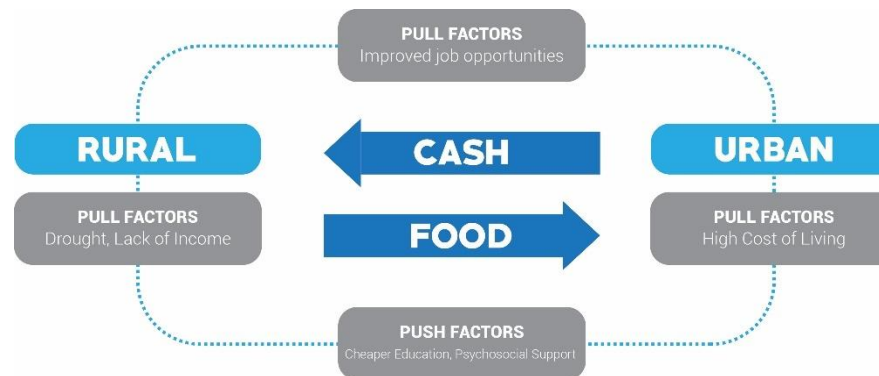 PULL FACTORS
Improved job opportunities
RURAL
CASH
URBAN
PULL FACTORS
Drought, Lack of Income
FOOD
PULL FACTORS
High Cost of Living
PUSH FACTORS
Cheaper Education, Psychosocial Support